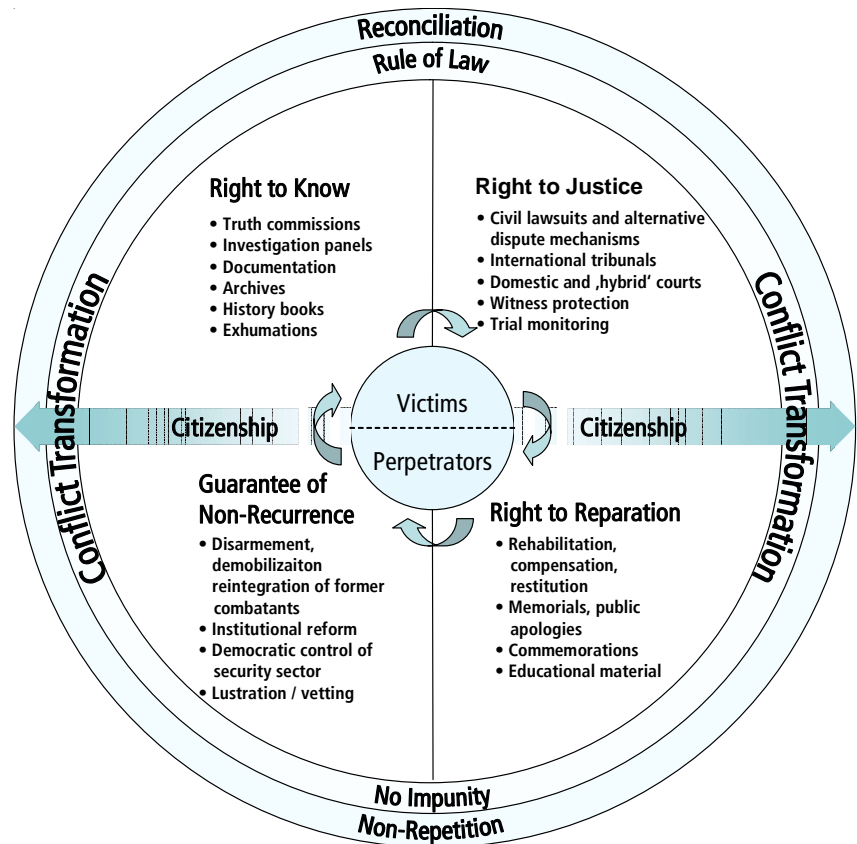 Reconciliation
Rule of Law
Right to Know
• Truth commissions
• Investigation panels
• Documentation
• Archives
• History books
• Exhumations
Right to Justice
• Civil lawsuits and alternative
dispute mechanisms
• International tribunals
• Domestic and ‚hybrid‘ courts
• Witness protection
• Trial monitoring
Conflict Transformation
Citizenship
Victims
Perpetrators
Citizenship
Conflict Transformation
Guarantee of
Non-Recurrence
• Disarmement,
demobilizaiton
reintegration of former
combatants
• Institutional reform
• Democratic control of
security sector
• Lustration / vetting
Right to Reparation
• Rehabilitation,
compensation,
restitution
• Memorials, public
apologies
• Commemorations
• Educational material
No Impunity
Non-Repetition